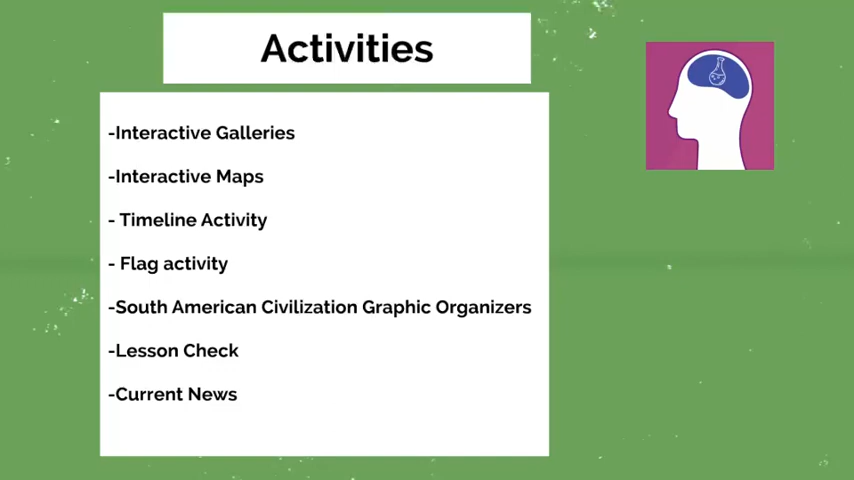 Activities
-Interactive Galleries
-Interactive Maps
- Timeline Activity
- Flag activity
-South American Civilization Graphic Organizers
-Lesson Check
-Current News